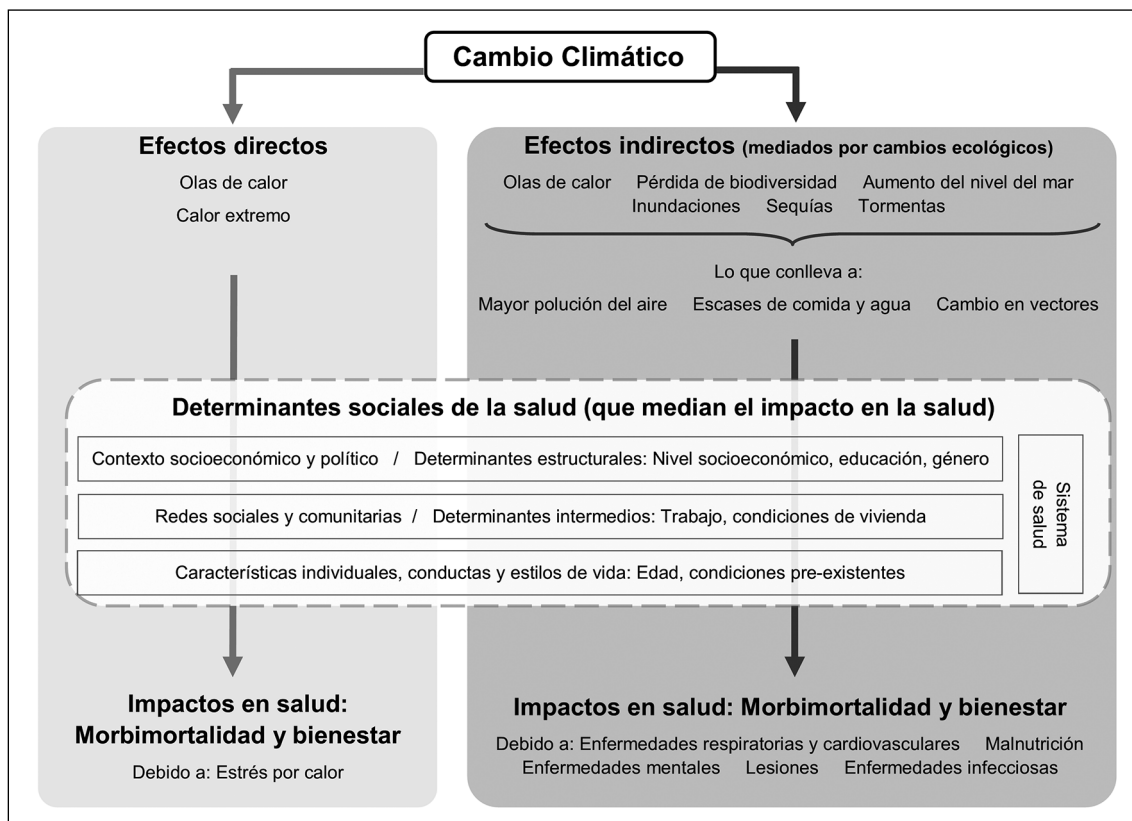 Cambio Climático
Efectos directos
Olas de calor
Calor extremo
Efectos indirectos (mediados por cambios ecológicos)
Olas de calor Pérdida de biodiversidad Aumento del nivel del mar
Inundaciones Sequías Tormentas
Lo que conlleva a:
Mayor polución del aire Escases de comida y agua Cambio en vectores
Determinantes sociales de la salud (que median el impacto en la salud)
Contexto socioeconómico y político / Determinantes estructurales: Nivel socioeconómico, educación, género
Redes sociales y comunitarias / Determinantes intermedios: Trabajo, condiciones de vivienda
Características individuales, conductas y estilos de vida: Edad, condiciones pre-existentes
Sistema
de salud
Impactos en salud:
Morbimortalidad y bienestar
Debido a: Estrés por calor
Impactos en salud: Morbimortalidad y bienestar
Debido a: Enfermedades respiratorias y cardiovasculares Malnutrición
Enfermedades mentales Lesiones Enfermedades infecciosas